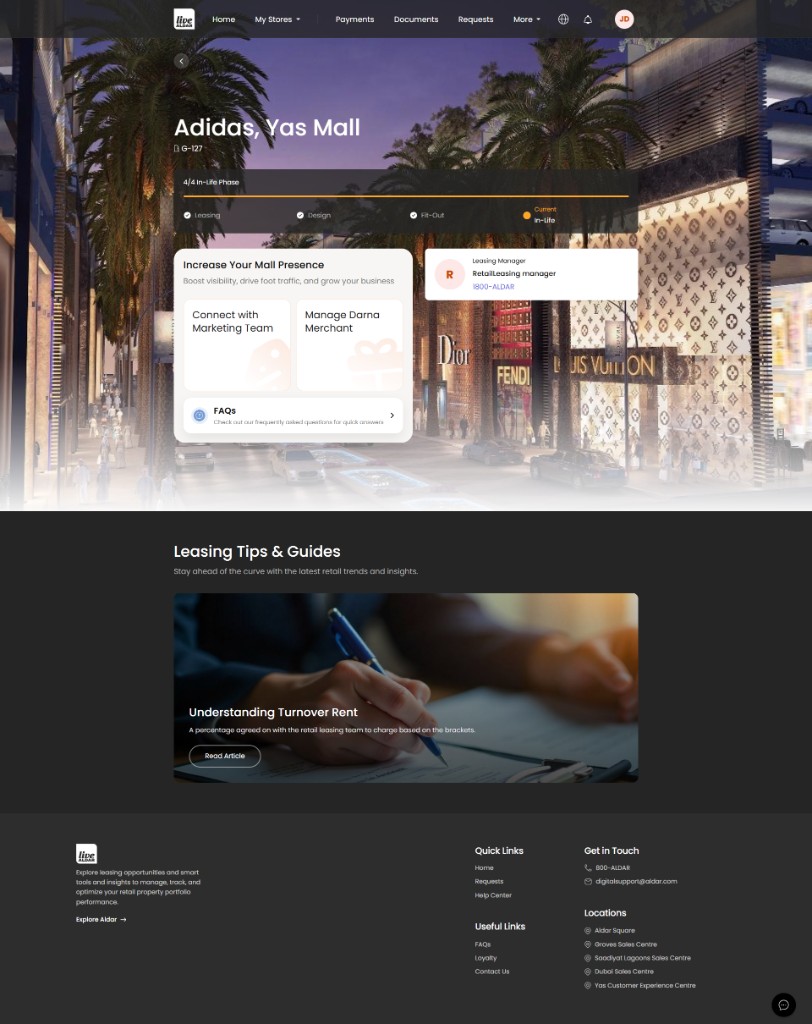 live
ALDAR
Home
My Stores
Payments
Documents
Requests
More
JD
Adidas, Yas Mall
G-127
4/4 In-Life Phase
Leasing
Design
Fit-Out
Current
In-Life
Increase Your Mall Presence
Boost visibility, drive foot traffic, and grow your business
Connect with
Marketing Team
Manage Darna
Merchant
FAQs
Check out our frequently asked questions for quick answers
R
Leasing Manager
RetailLeasing manager
1800-ALDAR
Dior
FENDI
LOUIS VUITTON
Leasing Tips & Guides
Stay ahead of the curve with the latest retail trends and insights.
Understanding Turnover Rent
A percentage agreed on with the retail leasing team to charge based on the brackets.
Read Article
live
ALDAR
Explore leasing opportunities and smart
tools and insights to manage, track, and
optimize your retail property portfolio
performance.
Explore Aldar →
Quick Links
Home
Requests
Help Center
Useful Links
FAQs
Loyalty
Contact Us
Get in Touch
800-ALDAR
digitalsupport@aldar.com
Locations
Aldar Square
Groves Sales Centre
Saadiyat Lagoons Sales Centre
Dubai Sales Centre
Yas Customer Experience Centre